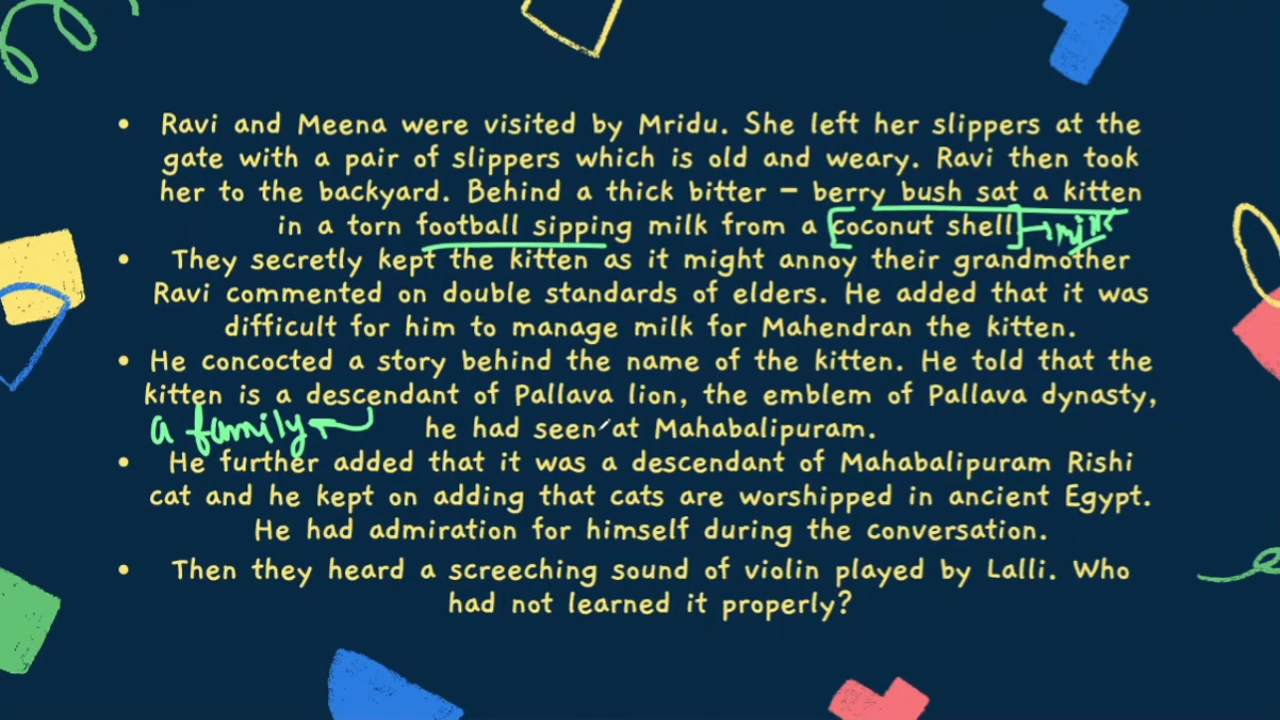 • Ravi and Meena were visited by Mridu. She left her slippers at the
gate with a pair of slippers which is old and weary. Ravi then took
her to the backyard. Behind a thick bitter - berry bush sat a kitten
in a torn football sipping milk from a [coconut shell] → milk
• They secretly kept the kitten as it might annoy their grandmother
Ravi commented on double standards of elders. He added that it was
difficult for him to manage milk for Mahendran the kitten.
• He concocted a story behind the name of the kitten. He told that the
kitten is a descendant of Pallava lion, the emblem of Pallava dynasty,
a family
he had seen at Mahabalipuram.
• He further added that it was a descendant of Mahabalipuram Rishi
cat and he kept on adding that cats are worshipped in ancient Egypt.
He had admiration for himself during the conversation.
• Then they heard a screeching sound of violin played by Lalli. Who
had not learned it properly?